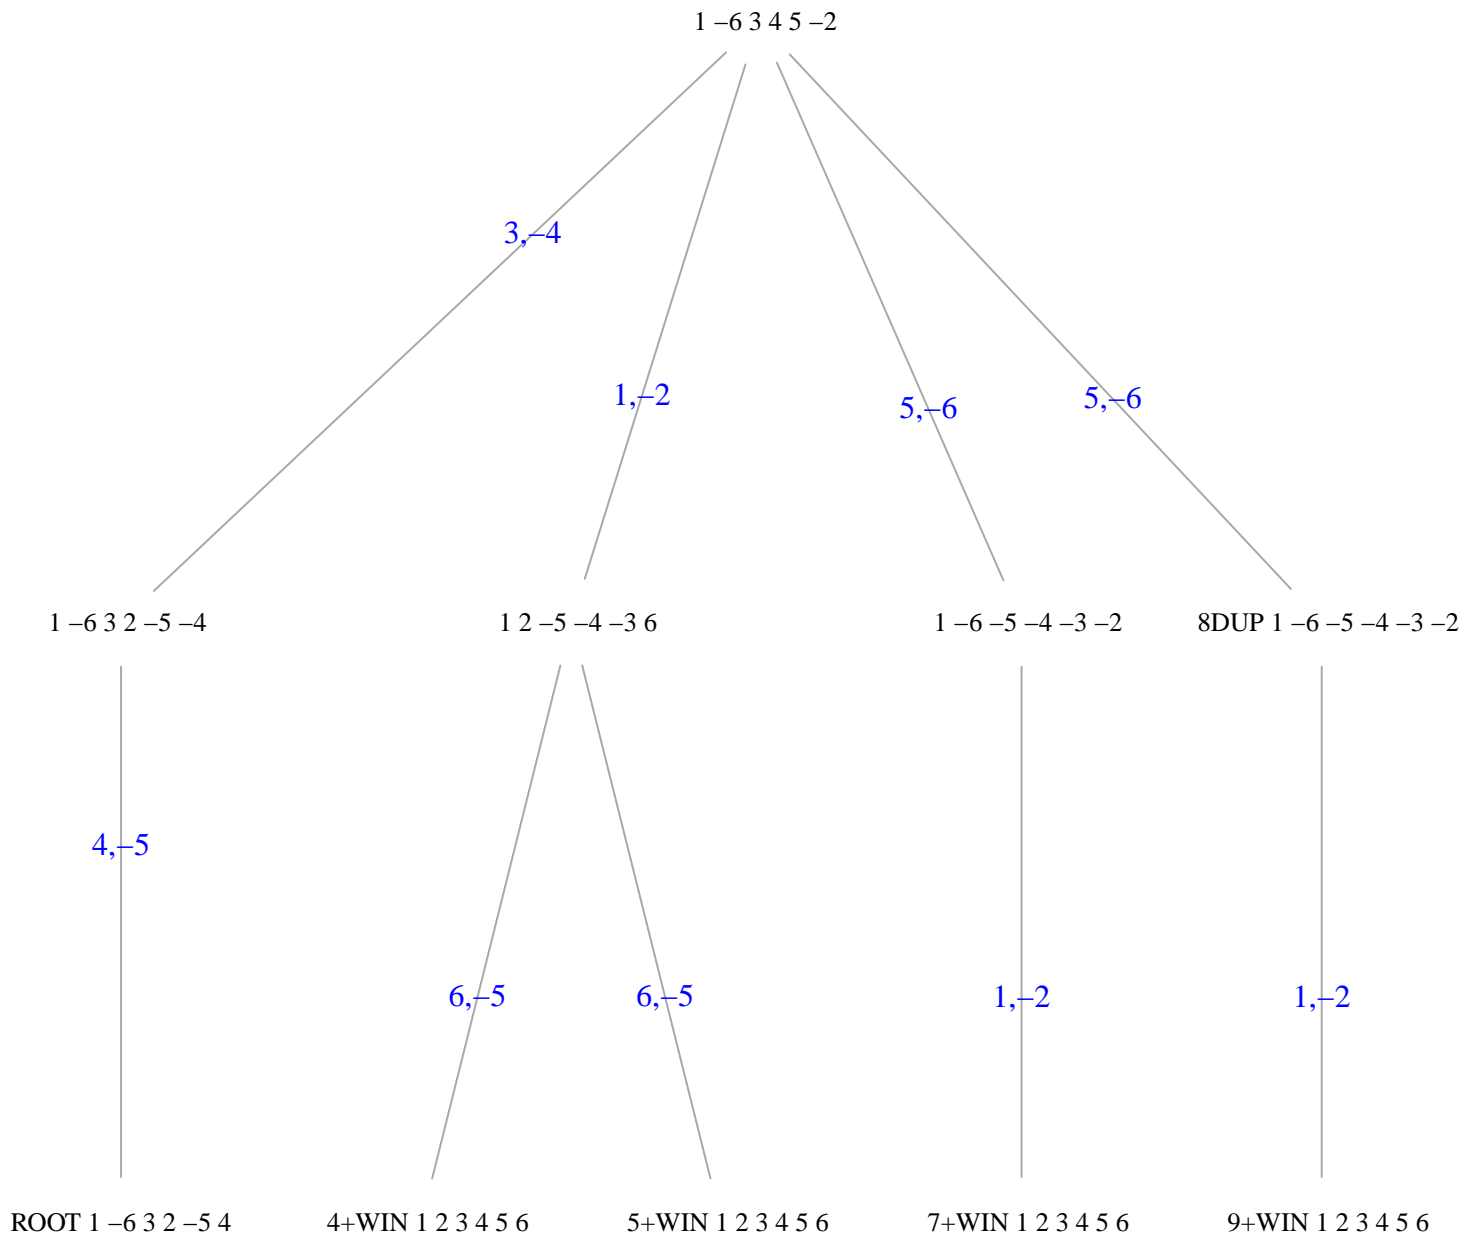 1 –6 3 4 5 –2
3,–4
1,–2
5,–6
5,–6
1 –6 3 2 –5 –4
1 2 –5 –4 –3 6
1 –6 –5 –4 –3 –2
8DUP 1 –6 –5 –4 –3 –2
4,–5
6,–5
6,–5
1,–2
1,–2
ROOT 1 –6 3 2 –5 4
4+WIN 1 2 3 4 5 6
5+WIN 1 2 3 4 5 6
7+WIN 1 2 3 4 5 6
9+WIN 1 2 3 4 5 6